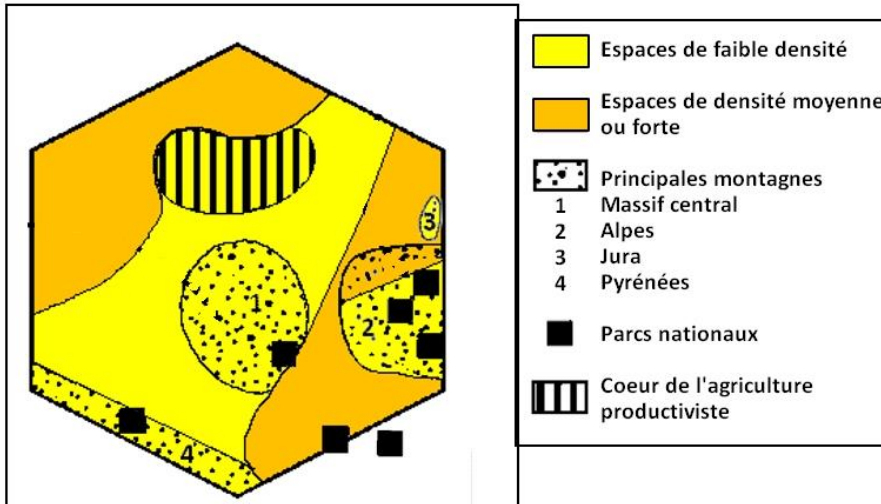 Espaces de faible densité
Espaces de densité moyenne
ou forte
Principales montagnes
1 Massif central
2 Alpes
3 Jura
4 Pyrénées
Parcs nationaux
Coeur de l'agriculture
productiviste
3
1
2
4